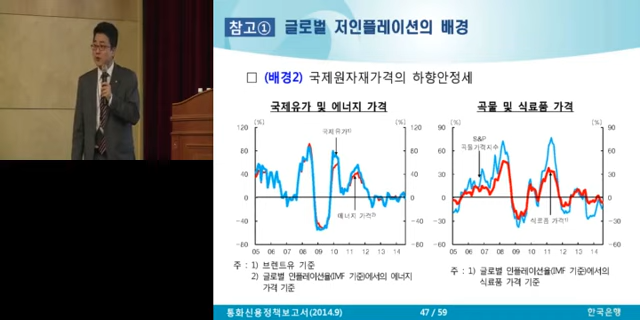 참고① 글로벌 저인플레이션의 배경
□ (배경2) 국제원자재가격의 하향안정세
국제유가 및 에너지 가격
(%) (%)
120 120
80 80
40 40
0 0
-40 -40
-80 -80
국제유가1)
에너지 가격2)
05 06 07 08 09 10 11 12 13 14
주 : 1) 브렌트유 기준
2) 글로벌 인플레이션율(IMF 기준)에서의 에너지
가격 기준
곡물 및 식료품 가격
(%) (%)
90 90
60 60
30 30
0 0
-30 -30
-60 -60
S&P
곡물가격지수
식료품 가격1)
05 06 07 08 09 10 11 12 13 14
주 : 1) 글로벌 인플레이션율(IMF 기준)에서의
식료품 가격 기준
통화신용정책보고서(2014.9) 47 / 59 한국은행